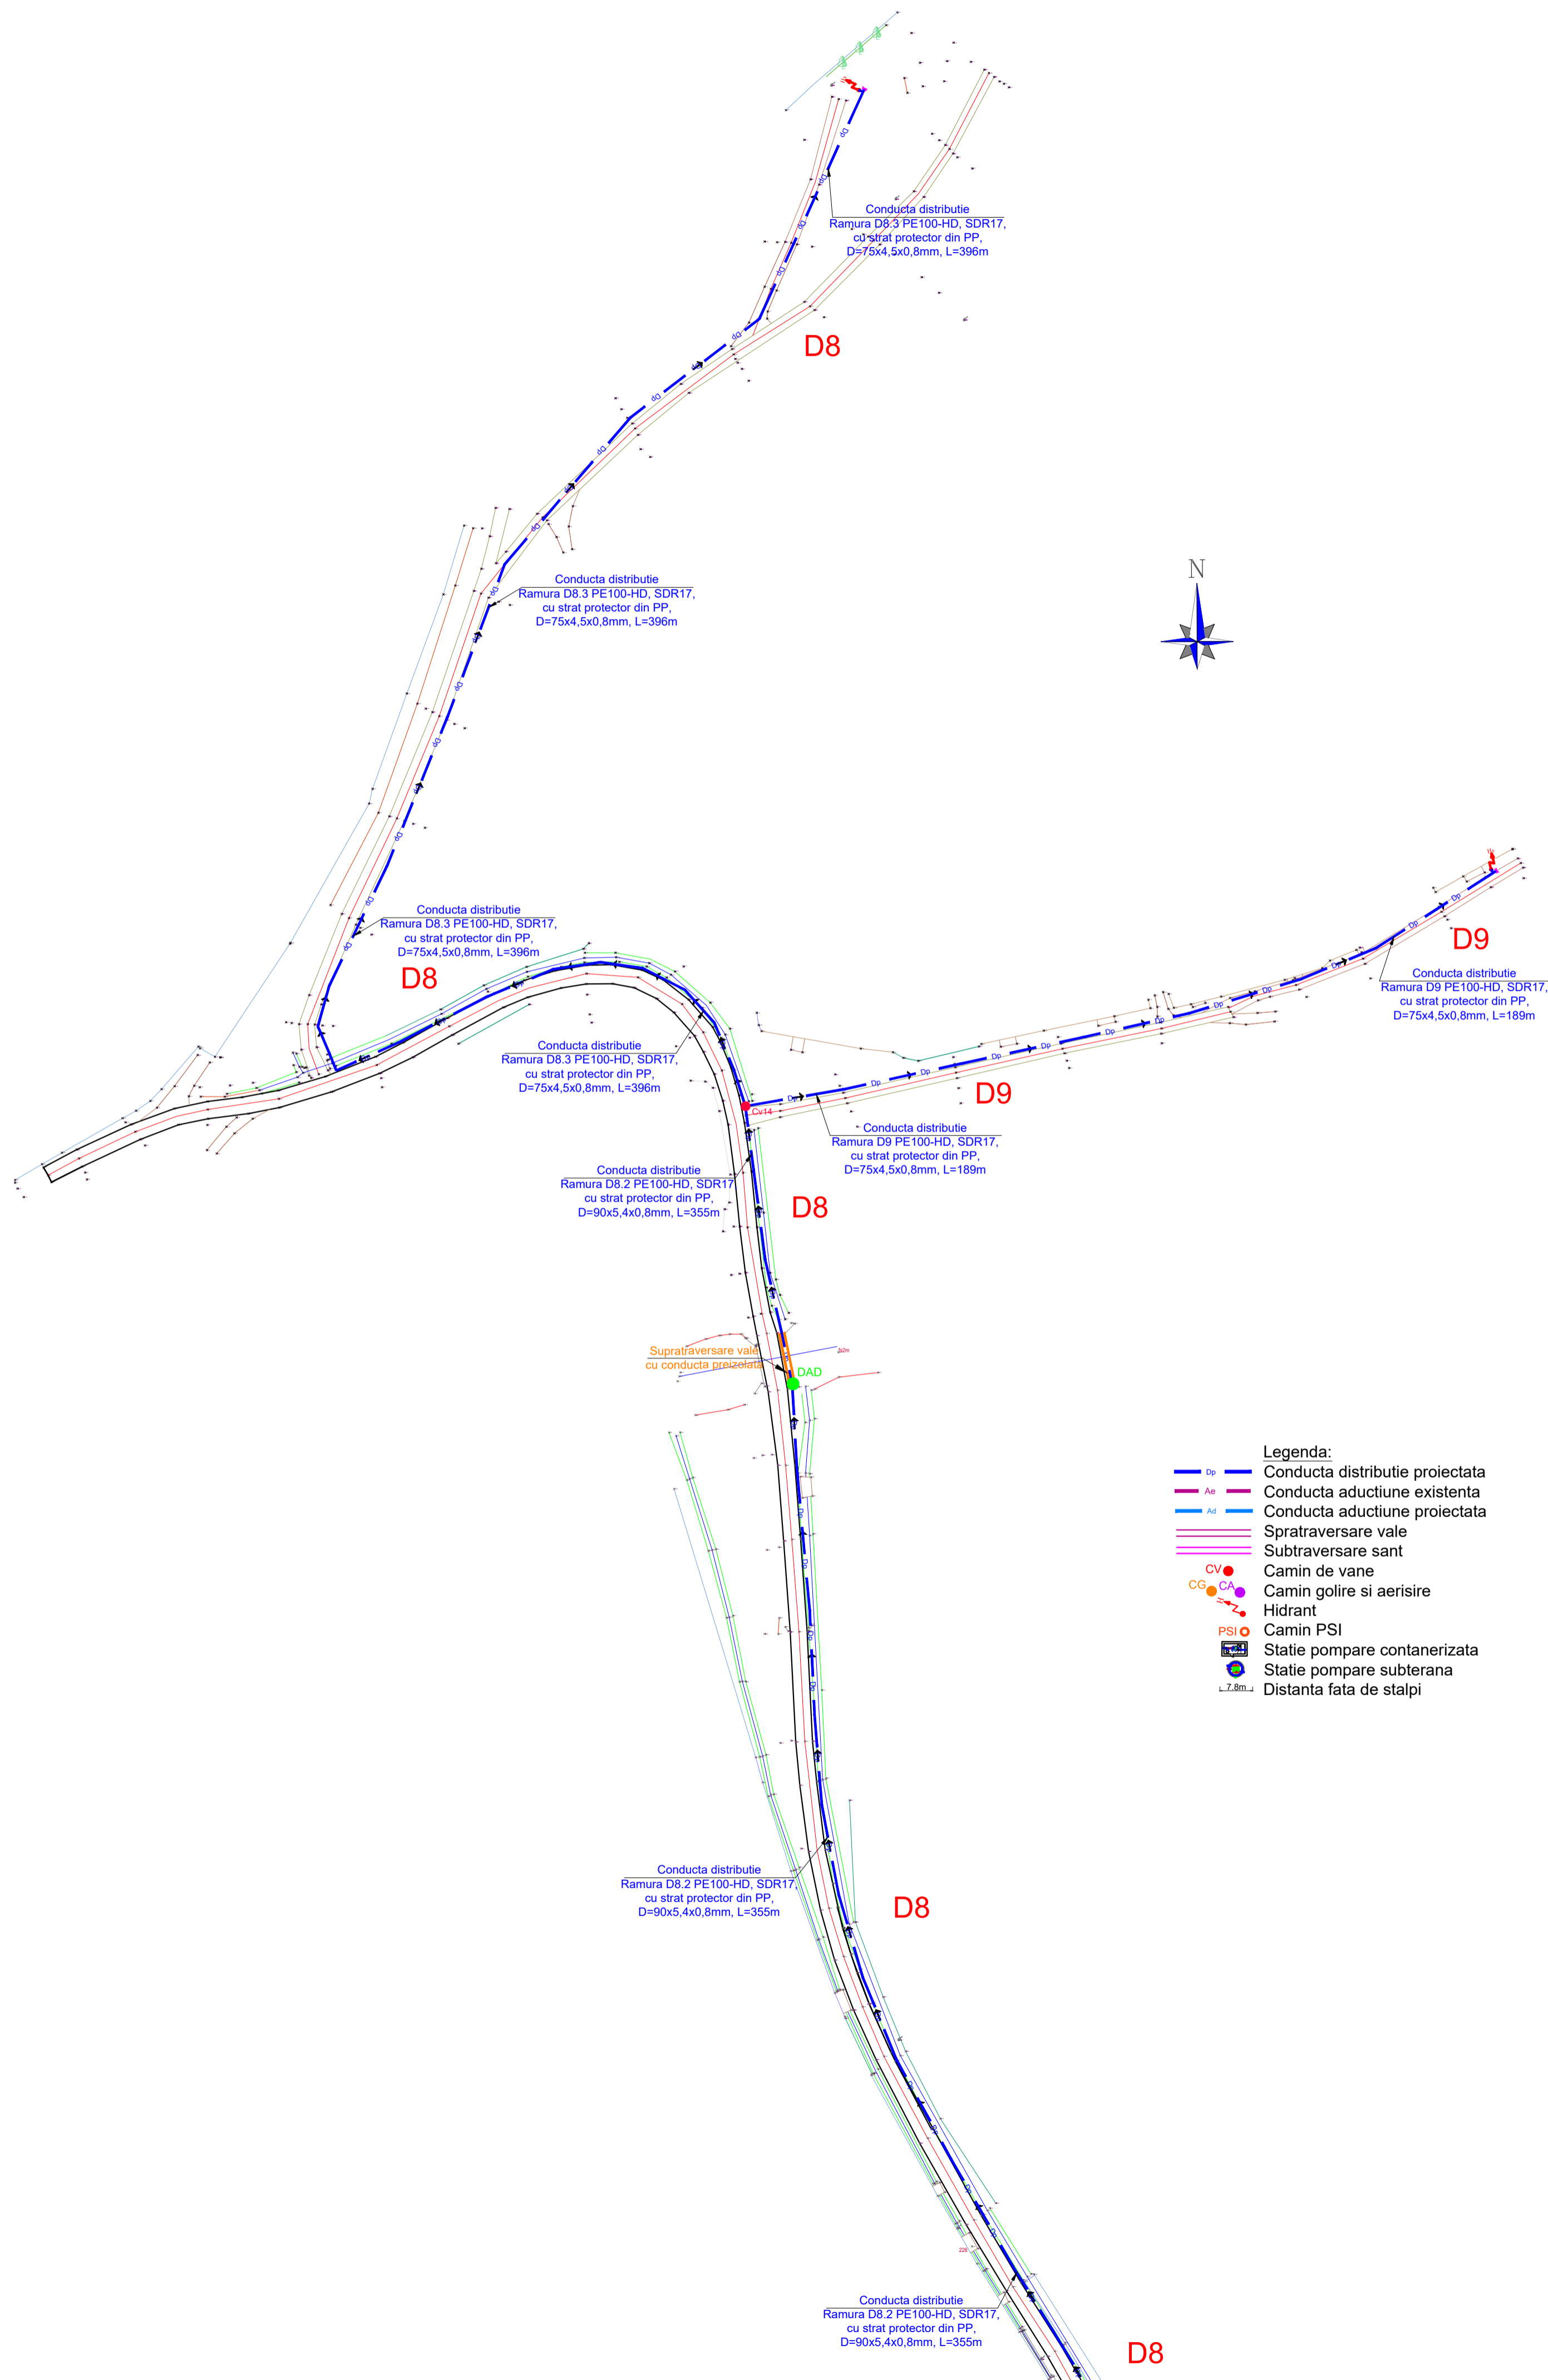 Conducta distributie
Ramura D8.3 PE100-HD, SDR17,
cu strat protector din PP,
D=75x4,5x0,8mm, L=396m
D8
N
Conducta distributie
Ramura D8.3 PE100-HD, SDR17,
cu strat protector din PP,
D=75x4,5x0,8mm, L=396m
Conducta distributie
Ramura D8.3 PE100-HD, SDR17,
cu strat protector din PP,
D=75x4,5x0,8mm, L=396m
D8
D9
Conducta distributie
Ramura D9 PE100-HD, SDR17,
cu strat protector din PP,
D=75x4,5x0,8mm, L=189m
Conducta distributie
Ramura D8.3 PE100-HD, SDR17,
cu strat protector din PP,
D=75x4,5x0,8mm, L=396m
D9
Cv14
Conducta distributie
Ramura D9 PE100-HD, SDR17,
cu strat protector din PP,
D=75x4,5x0,8mm, L=189m
Conducta distributie
Ramura D8.2 PE100-HD, SDR17
cu strat protector din PP,
D=90x5,4x0,8mm, L=355m
D8
Supratraversare vale
cu conducta preizolata
DAD
Legenda:
Dp Conducta distributie proiectata
Ae Conducta aductiune existenta
Ad Conducta aductiune proiectata
Spratraversare vale
Subtraversare sant
CV Camin de vane
CG CA Camin golire si aerisire
Hidrant
PSI Camin PSI
Statie pompare contanerizata
Statie pompare subterana
7.8m Distanta fata de stalpi
Conducta distributie
Ramura D8.2 PE100-HD, SDR17,
cu strat protector din PP,
D=90x5,4x0,8mm, L=355m
D8
Conducta distributie
Ramura D8.2 PE100-HD, SDR17,
cu strat protector din PP,
D=90x5,4x0,8mm, L=355m
D8